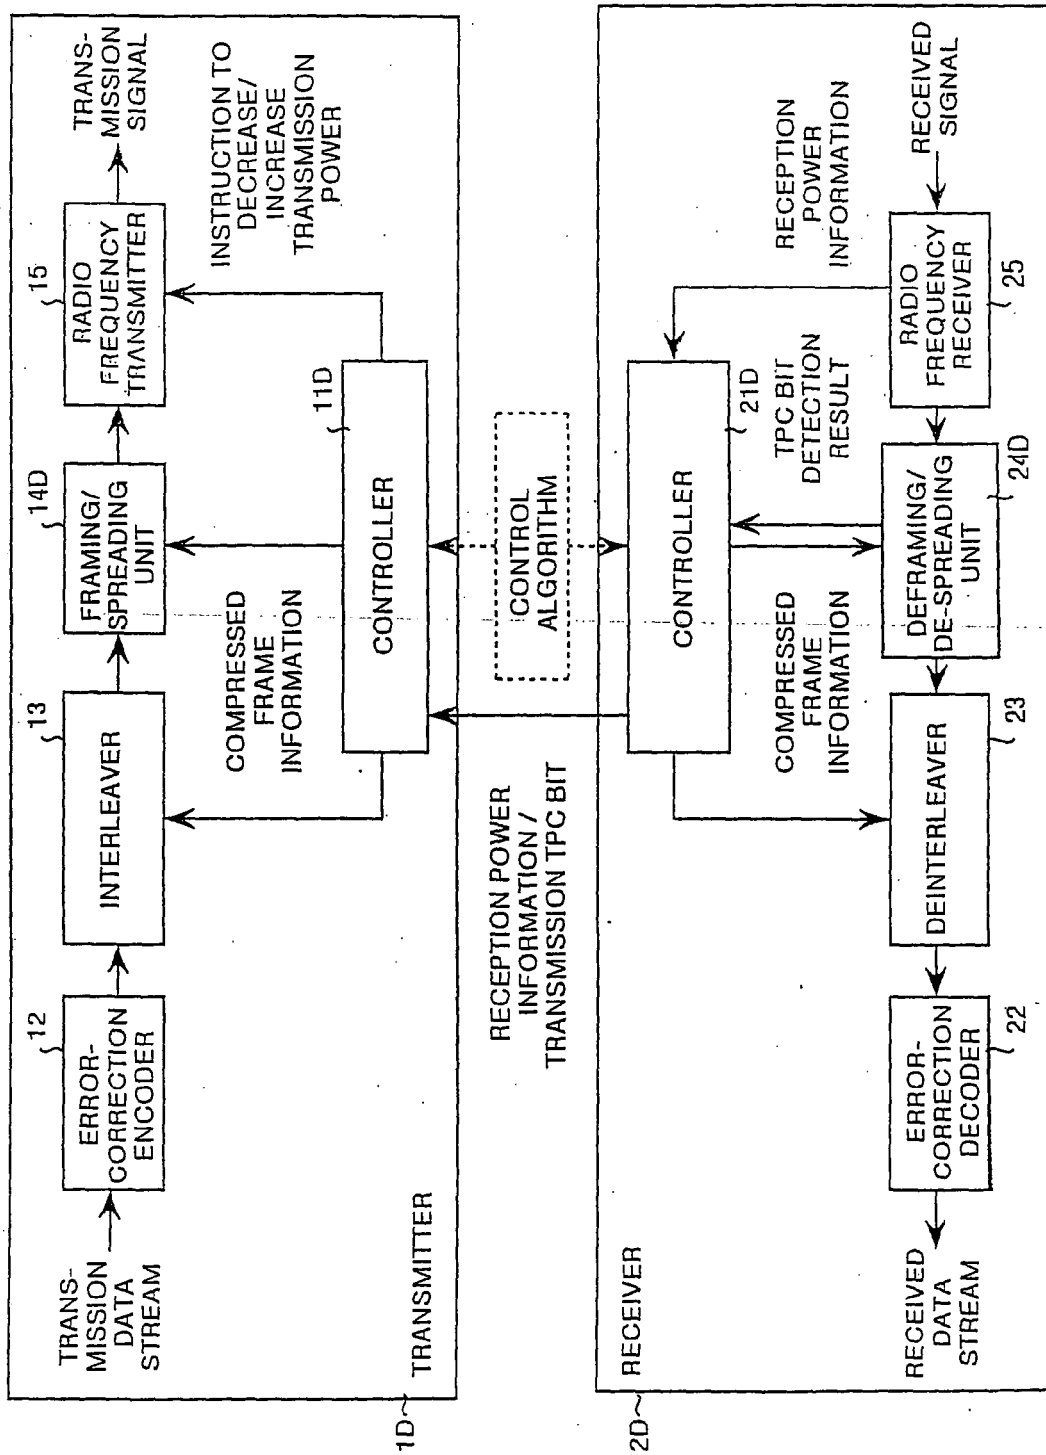 1D
TRANSMITTER
TRANS-
MISSION
DATA
STREAM
12
ERROR-
CORRECTION
ENCODER
13
INTERLEAVER
14D
FRAMING/
SPREADING
UNIT
15
RADIO
FREQUENCY
TRANSMITTER
TRANS-
MISSION
SIGNAL
COMPRESSED
FRAME
INFORMATION
INSTRUCTION TO
DECREASE/
INCREASE
TRANSMISSION
POWER
11D
CONTROLLER
RECEPTION POWER
INFORMATION /
TRANSMISSION TPC BIT
CONTROL
ALGORITHM
2D
RECEIVER
21D
CONTROLLER
COMPRESSED
FRAME
INFORMATION
TPC BIT
DETECTION
RESULT
RECEPTION
POWER
INFORMATION
RECEIVED
DATA
STREAM
ERROR-
CORRECTION
DECODER
22
DEINTERLEAVER
23
DEFRAMING/
DE-SPREADING
UNIT
24D
RADIO
FREQUENCY
RECEIVER
25
RECEIVED
SIGNAL